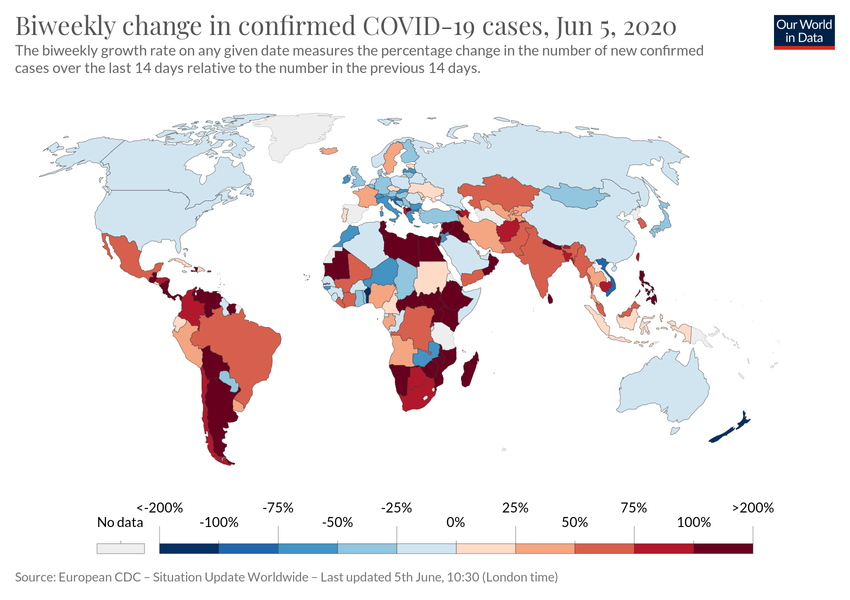 Biweekly change in confirmed COVID-19 cases, Jun 5, 2020
The biweekly growth rate on any given date measures the percentage change in the number of new confirmed
cases over the last 14 days relative to the number in the previous 14 days.
Our World
in Data
<-200% -75% -25% 25% 75% >200%
No data -100% -50% 0% 50% 100%
Source: European CDC – Situation Update Worldwide – Last updated 5th June, 10:30 (London time)